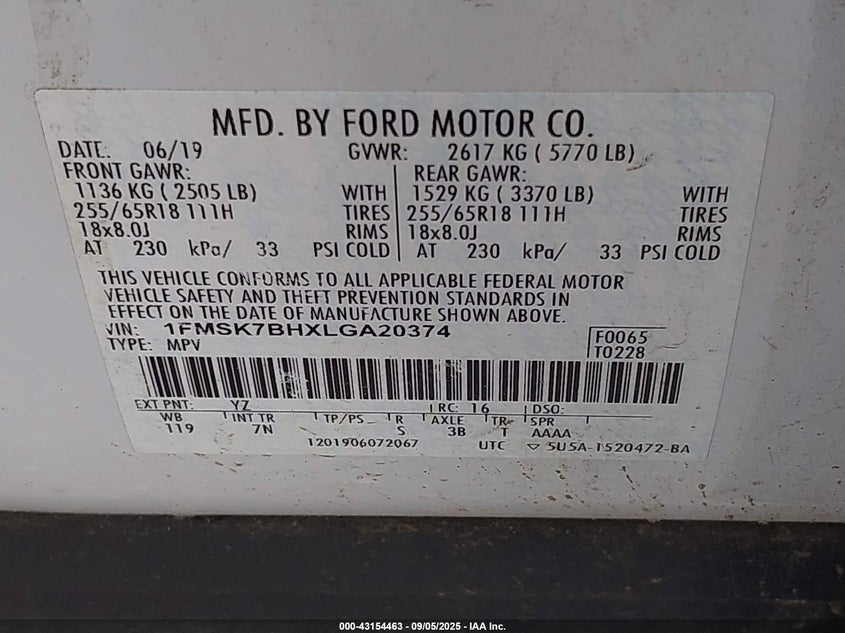 MFD. BY FORD MOTOR CO.
DATE: 06/19 GVWR: 2617 KG ( 5770 LB)
FRONT GAWR: REAR GAWR:
1136 KG ( 2505 LB) WITH 1529 KG ( 3370 LB) WITH
255/65R18 111H TIRES 255/65R18 111H TIRES
18x8.0J RIMS 18x8.0J RIMS
AT 230 kPa/ 33 PSI COLD AT 230 kPa/ 33 PSI COLD
THIS VEHICLE CONFORMS TO ALL APPLICABLE FEDERAL MOTOR
VEHICLE SAFETY AND THEFT PREVENTION STANDARDS IN
EFFECT ON THE DATE OF MANUFACTURE SHOWN ABOVE.
VIN: 1FMSK7BHXLGA20374
TYPE: MPV
F0065
T0228
EXT PNT: YZ RC: 16 DSO:
WB INT TR TP/PS R AXLE TR SPR
119 7N S 3B T AAAA
1201906072067 UTC ▽ 5U5A-1520472-BA
000-43154463 - 09/05/2025 - IAA Inc.